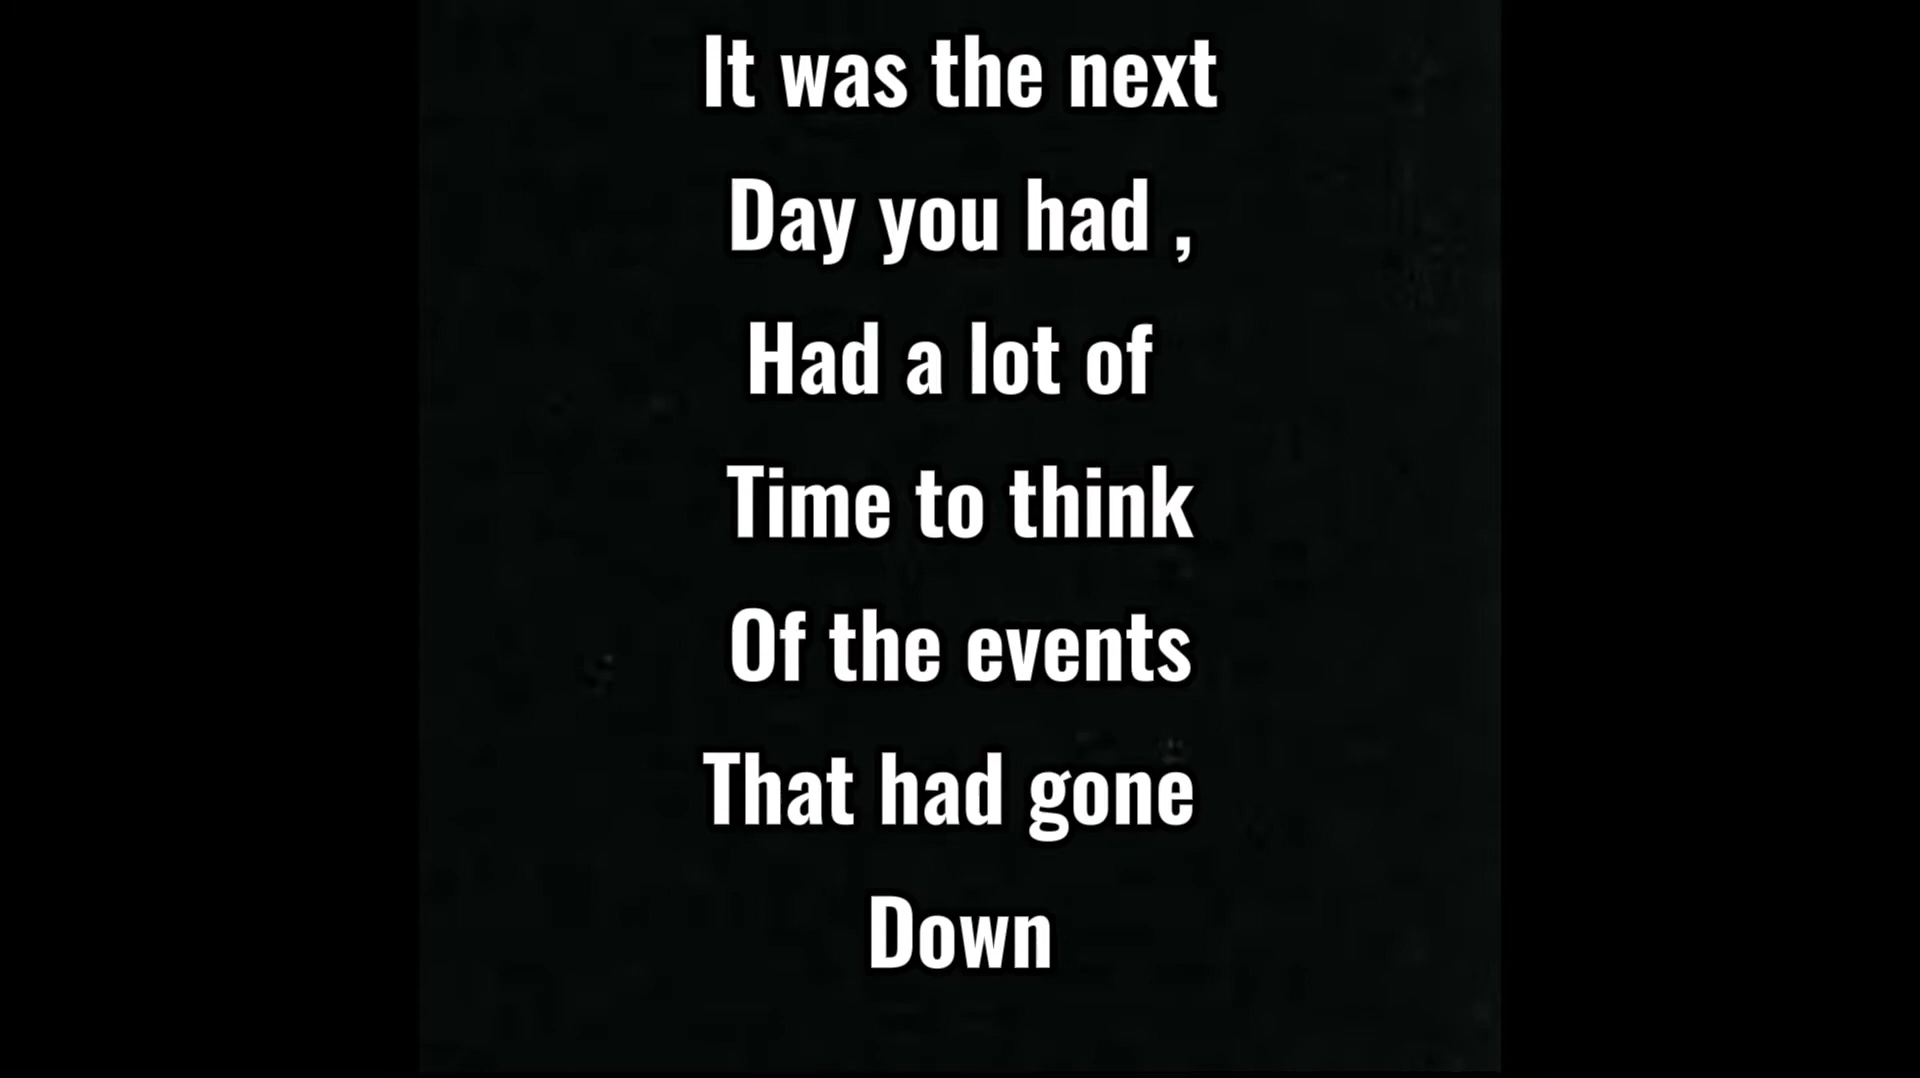 It was the next
Day you had ,
Had a lot of
Time to think
Of the events
That had gone
Down